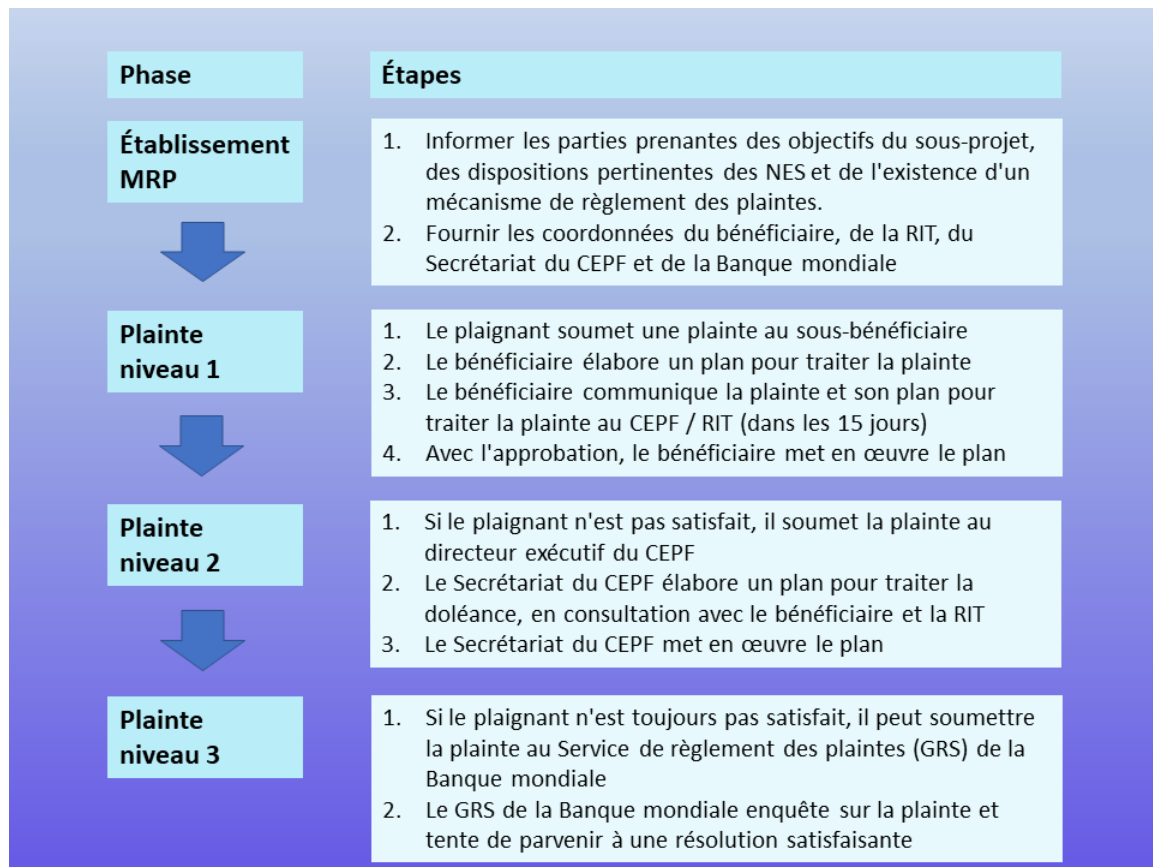 Phase
Étapes
Établissement
MRP
1. Informer les parties prenantes des objectifs du sous-projet,
des dispositions pertinentes des NES et de l'existence d'un
mécanisme de règlement des plaintes.
2. Fournir les coordonnées du bénéficiaire, de la RIT, du
Secrétariat du CEPF et de la Banque mondiale
Plainte
niveau 1
1. Le plaignant soumet une plainte au sous-bénéficiaire
2. Le bénéficiaire élabore un plan pour traiter la plainte
3. Le bénéficiaire communique la plainte et son plan pour
traiter la plainte au CEPF / RIT (dans les 15 jours)
4. Avec l'approbation, le bénéficiaire met en œuvre le plan
Plainte
niveau 2
1. Si le plaignant n'est pas satisfait, il soumet la plainte au
directeur exécutif du CEPF
2. Le Secrétariat du CEPF élabore un plan pour traiter la
doléance, en consultation avec le bénéficiaire et la RIT
3. Le Secrétariat du CEPF met en œuvre le plan
Plainte
niveau 3
1. Si le plaignant n'est toujours pas satisfait, il peut soumettre
la plainte au Service de règlement des plaintes (GRS) de la
Banque mondiale
2. Le GRS de la Banque mondiale enquête sur la plainte et
tente de parvenir à une résolution satisfaisante